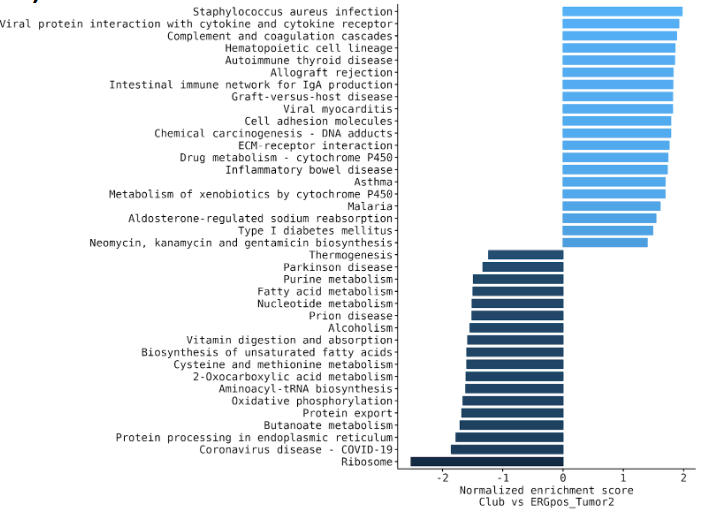 Staphylococcus aureus infection
Viral protein interaction with cytokine and cytokine receptor
Complement and coagulation cascades
Hematopoietic cell lineage
Autoimmune thyroid disease
Allograft rejection
Intestinal immune network for IgA production
Graft-versus-host disease
Viral myocarditis
Cell adhesion molecules
Chemical carcinogenesis - DNA adducts
ECM-receptor interaction
Drug metabolism - cytochrome P450
Inflammatory bowel disease
Asthma
Metabolism of xenobiotics by cytochrome P450
Malaria
Aldosterone-regulated sodium reabsorption
Type I diabetes mellitus
Neomycin, kanamycin and gentamicin biosynthesis
Thermogenesis
Parkinson disease
Purine metabolism
Fatty acid metabolism
Nucleotide metabolism
Prion disease
Alcoholism
Vitamin digestion and absorption
Biosynthesis of unsaturated fatty acids
Cysteine and methionine metabolism
2-Oxocarboxylic acid metabolism
Aminoacyl-tRNA biosynthesis
Oxidative phosphorylation
Protein export
Butanoate metabolism
Protein processing in endoplasmic reticulum
Coronavirus disease - COVID-19
Ribosome
-2 -1 0 1 2
Normalized enrichment score
Club vs ERGpos_Tumor2